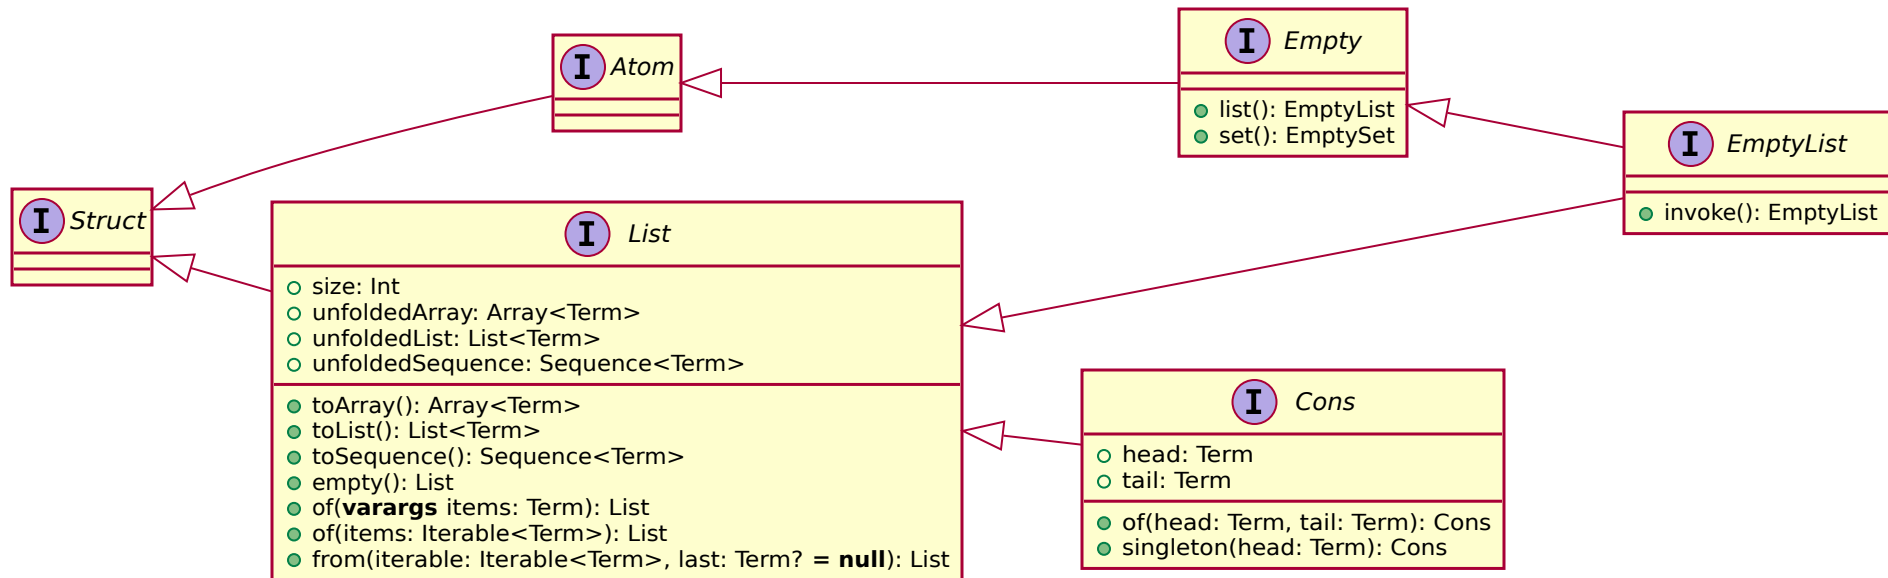 I Struct
I Atom
I List
size: Int
unfoldedArray: Array<Term>
unfoldedList: List<Term>
unfoldedSequence: Sequence<Term>
toArray(): Array<Term>
toList(): List<Term>
toSequence(): Sequence<Term>
empty(): List
of(varargs items: Term): List
of(items: Iterable<Term>): List
from(iterable: Iterable<Term>, last: Term? = null): List
I Empty
list(): EmptyList
set(): EmptySet
I Cons
head: Term
tail: Term
of(head: Term, tail: Term): Cons
singleton(head: Term): Cons
I EmptyList
invoke(): EmptyList